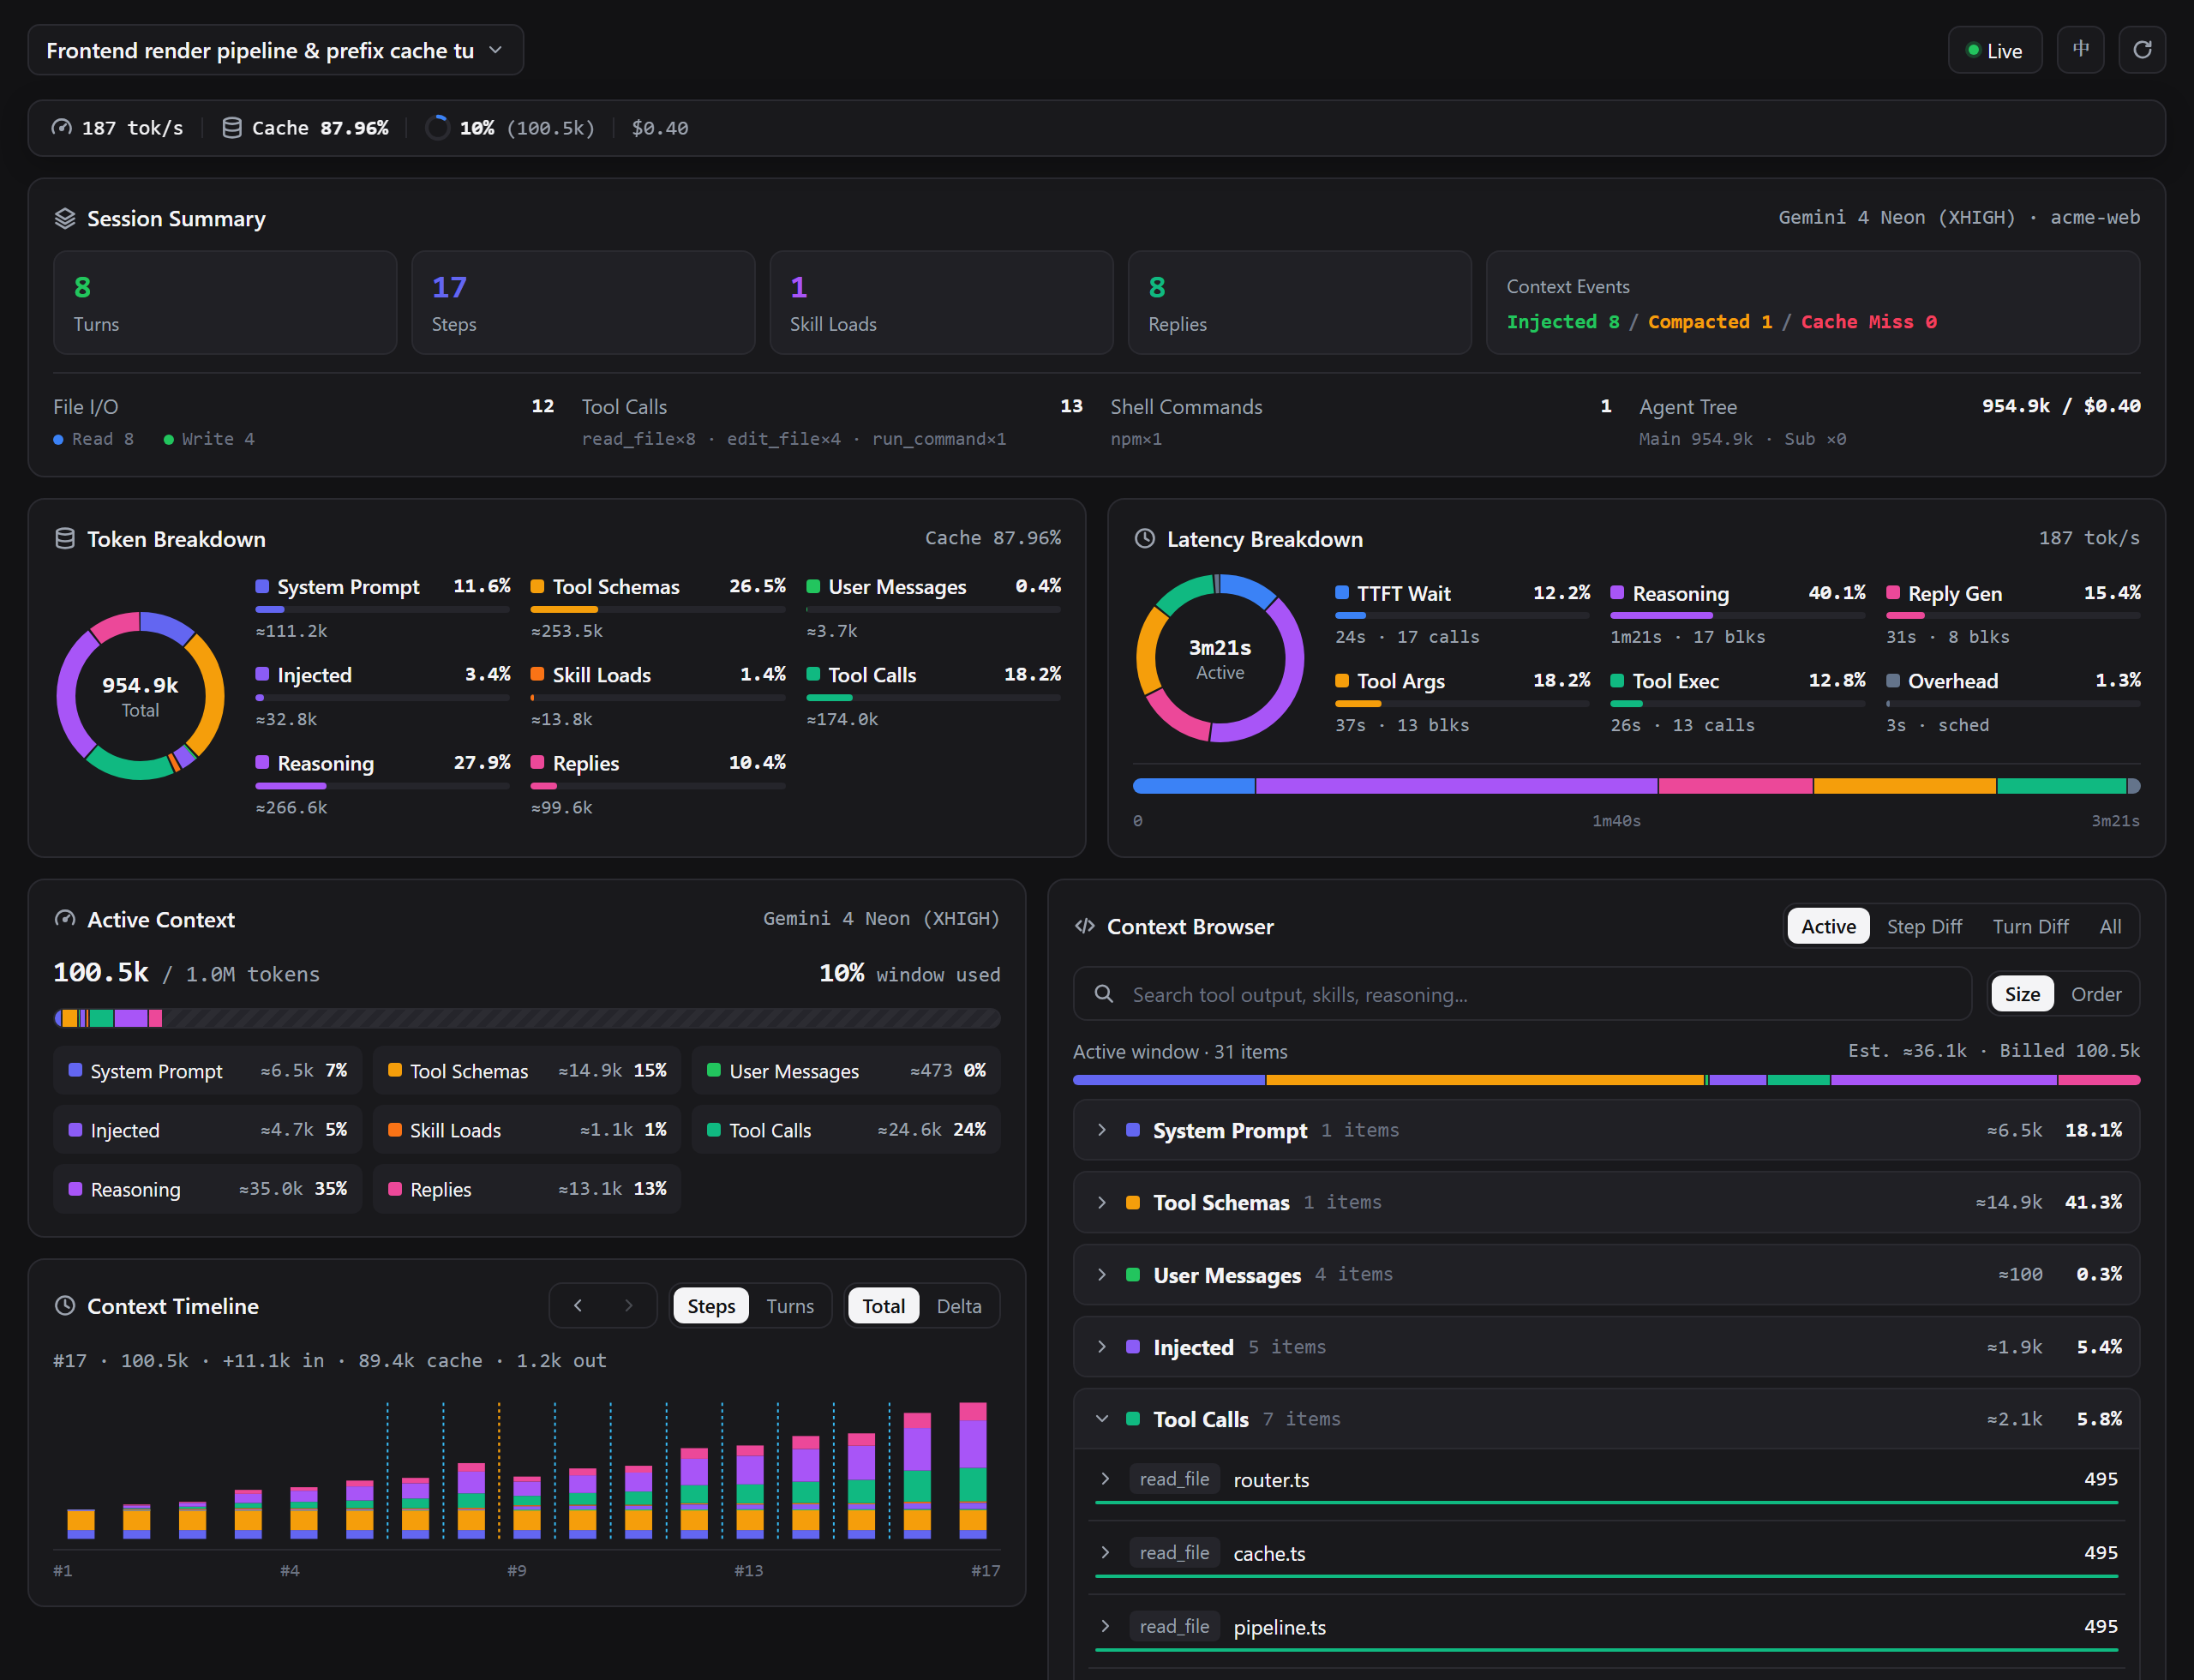 Frontend render pipeline & prefix cache tu
Live
中
187 tok/s
Cache 87.96%
10% (100.5k)
$0.40
Session Summary
Gemini 4 Neon (XHIGH) · acme-web
8
Turns
17
Steps
1
Skill Loads
8
Replies
Context Events
Injected 8 / Compacted 1 / Cache Miss 0
File I/O 12
Read 8 Write 4
Tool Calls 13
read_file×8 · edit_file×4 · run_command×1
Shell Commands 1
npm×1
Agent Tree 954.9k / $0.40
Main 954.9k · Sub ×0
Token Breakdown
Cache 87.96%
954.9k
Total
System Prompt 11.6%
≈111.2k
Tool Schemas 26.5%
≈253.5k
User Messages 0.4%
≈3.7k
Injected 3.4%
≈32.8k
Skill Loads 1.4%
≈13.8k
Tool Calls 18.2%
≈174.0k
Reasoning 27.9%
≈266.6k
Replies 10.4%
≈99.6k
Latency Breakdown
187 tok/s
3m21s
Active
TTFT Wait 12.2%
24s · 17 calls
Reasoning 40.1%
1m21s · 17 blks
Reply Gen 15.4%
31s · 8 blks
Tool Args 18.2%
37s · 13 blks
Tool Exec 12.8%
26s · 13 calls
Overhead 1.3%
3s · sched
0 1m40s 3m21s
Active Context
Gemini 4 Neon (XHIGH)
100.5k / 1.0M tokens
10% window used
System Prompt ≈6.5k 7%
Tool Schemas ≈14.9k 15%
User Messages ≈473 0%
Injected ≈4.7k 5%
Skill Loads ≈1.1k 1%
Tool Calls ≈24.6k 24%
Reasoning ≈35.0k 35%
Replies ≈13.1k 13%
Context Timeline
Steps Turns
Total Delta
#17 · 100.5k · +11.1k in · 89.4k cache · 1.2k out
#1 #4 #9 #13 #17
Context Browser
Active Step Diff Turn Diff All
Search tool output, skills, reasoning...
Size Order
Active window · 31 items
Est. ≈36.1k · Billed 100.5k
System Prompt 1 items ≈6.5k 18.1%
Tool Schemas 1 items ≈14.9k 41.3%
User Messages 4 items ≈100 0.3%
Injected 5 items ≈1.9k 5.4%
Tool Calls 7 items ≈2.1k 5.8%
read_file router.ts 495
read_file cache.ts 495
read_file pipeline.ts 495